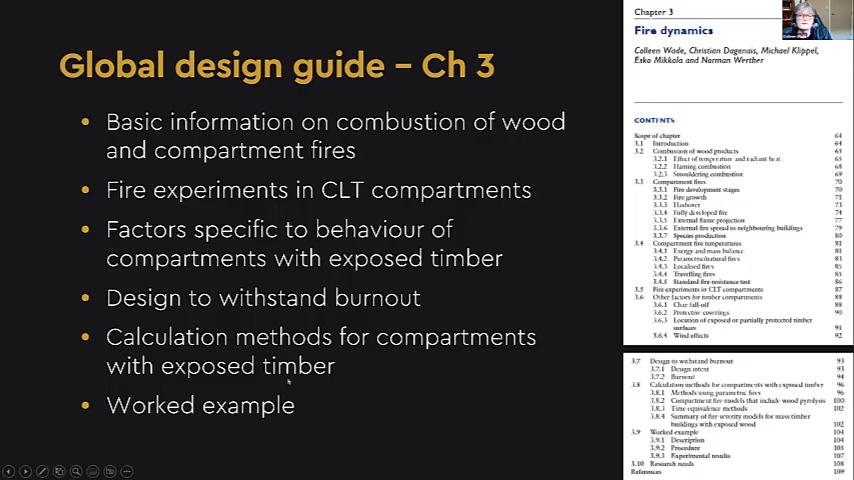 Global design guide – Ch 3
• Basic information on combustion of wood
and compartment fires
• Fire experiments in CLT compartments
• Factors specific to behaviour of
compartments with exposed timber
• Design to withstand burnout
• Calculation methods for compartments
with exposed timber
• Worked example
Chapter 3
Fire dynamics
Colleen Wade, Christian Dagenais, Michael Klippel,
Esko Mikkola and Norman Werther
CONTENTS
Scope of chapter 64
3.1 Introduction 64
3.2 Combustion of wood products 65
3.2.1 Effect of temperature and radiant heat 65
3.2.2 Flaming combustion 68
3.2.3 Smouldering combustion 69
3.3 Compartment fires 70
3.3.1 Fire development stages 70
3.3.2 Fire growth 71
3.3.3 Flashover 73
3.3.4 Fully developed fire 74
3.3.5 External flame projection 77
3.3.6 External fire spread to neighbouring buildings 79
3.3.7 Species production 80
3.4 Compartment fire temperatures 81
3.4.1 Energy and mass balance 81
3.4.2 Parametric/natural fires 83
3.4.3 Localised fires 85
3.4.4 Travelling fires 85
3.4.5 Standard fire resistance test 86
3.5 Fire experiments in CLT compartments 87
3.6 Other factors for timber compartments 88
3.6.1 Char fall-off 88
3.6.2 Protective coverings 90
3.6.3 Location of exposed or partially protected timber
surfaces 91
3.6.4 Wind effects 92
3.7 Design to withstand burnout 93
3.7.1 Design intent 93
3.7.2 Burnout 94
3.8 Calculation methods for compartments with exposed timber 96
3.8.1 Methods using parametric fires 96
3.8.2 Compartment fire models that include wood pyrolysis 100
3.8.3 Time equivalence methods 102
3.8.4 Summary of fire severity models for mass timber
buildings with exposed wood 102
3.9 Worked example 104
3.9.1 Description 104
3.9.2 Procedure 105
3.9.3 Experimental results 107
3.10 Research needs 108
References 109